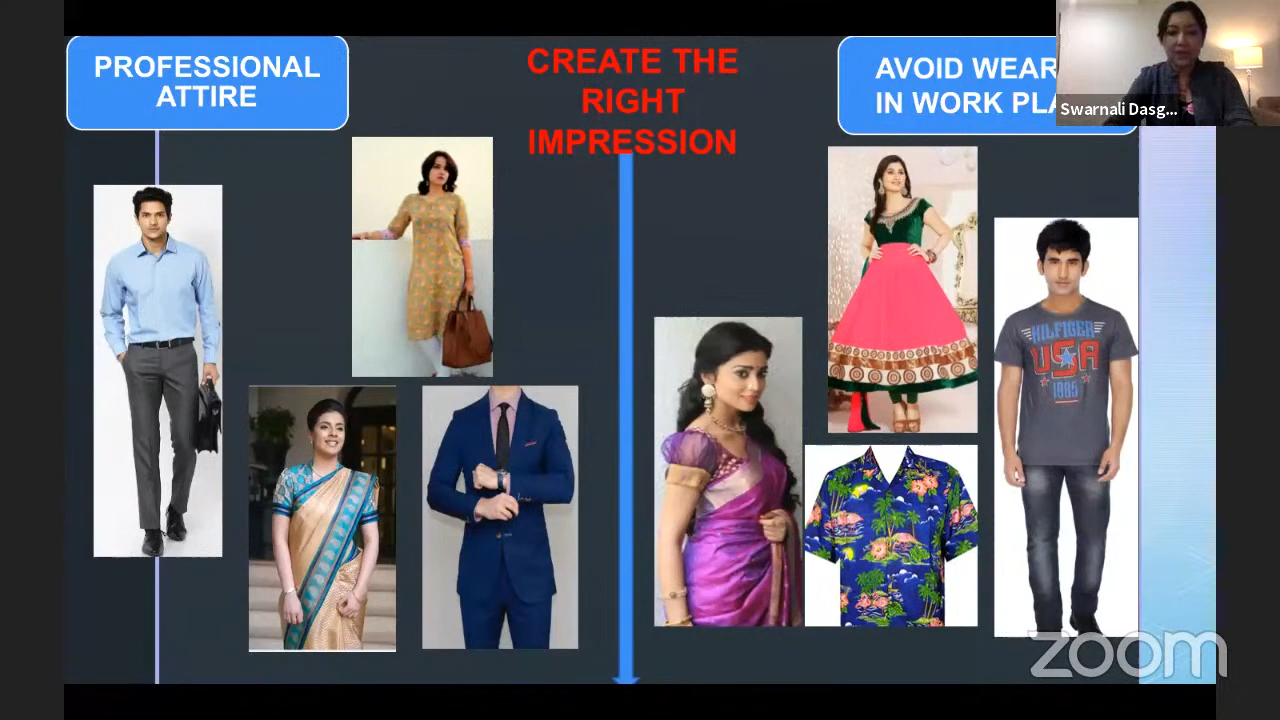 PROFESSIONAL
ATTIRE
CREATE THE
RIGHT
IMPRESSION
AVOID WEAR
IN WORK PLA
Swarnali Dasg...
HILFIGER
USA
1985
zoom